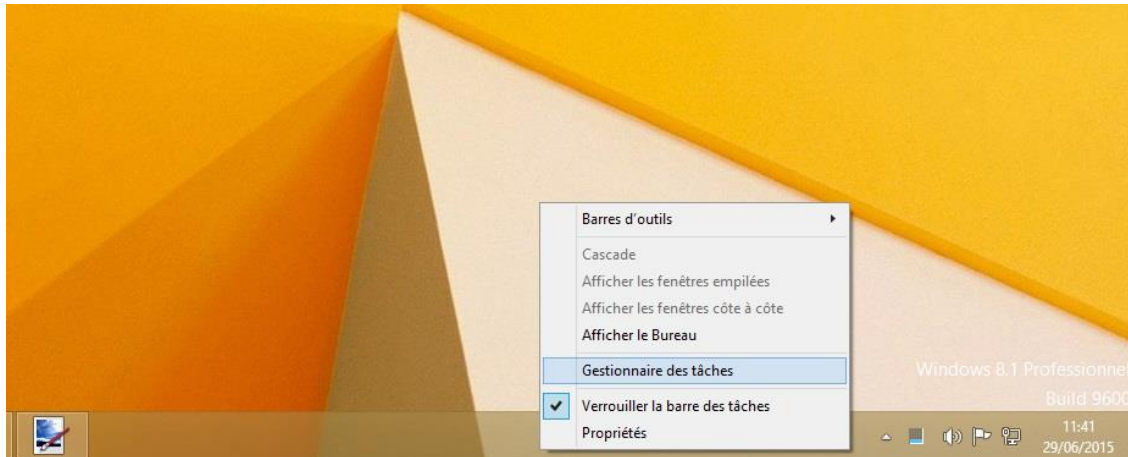 Barres d'outils
Cascade
Afficher les fenêtres empilées
Afficher les fenêtres côte à côte
Afficher le Bureau
Gestionnaire des tâches
Verrouiller la barre des tâches
Propriétés
Windows 8.1 Professionnel
Build 9600
11:41
29/06/2015